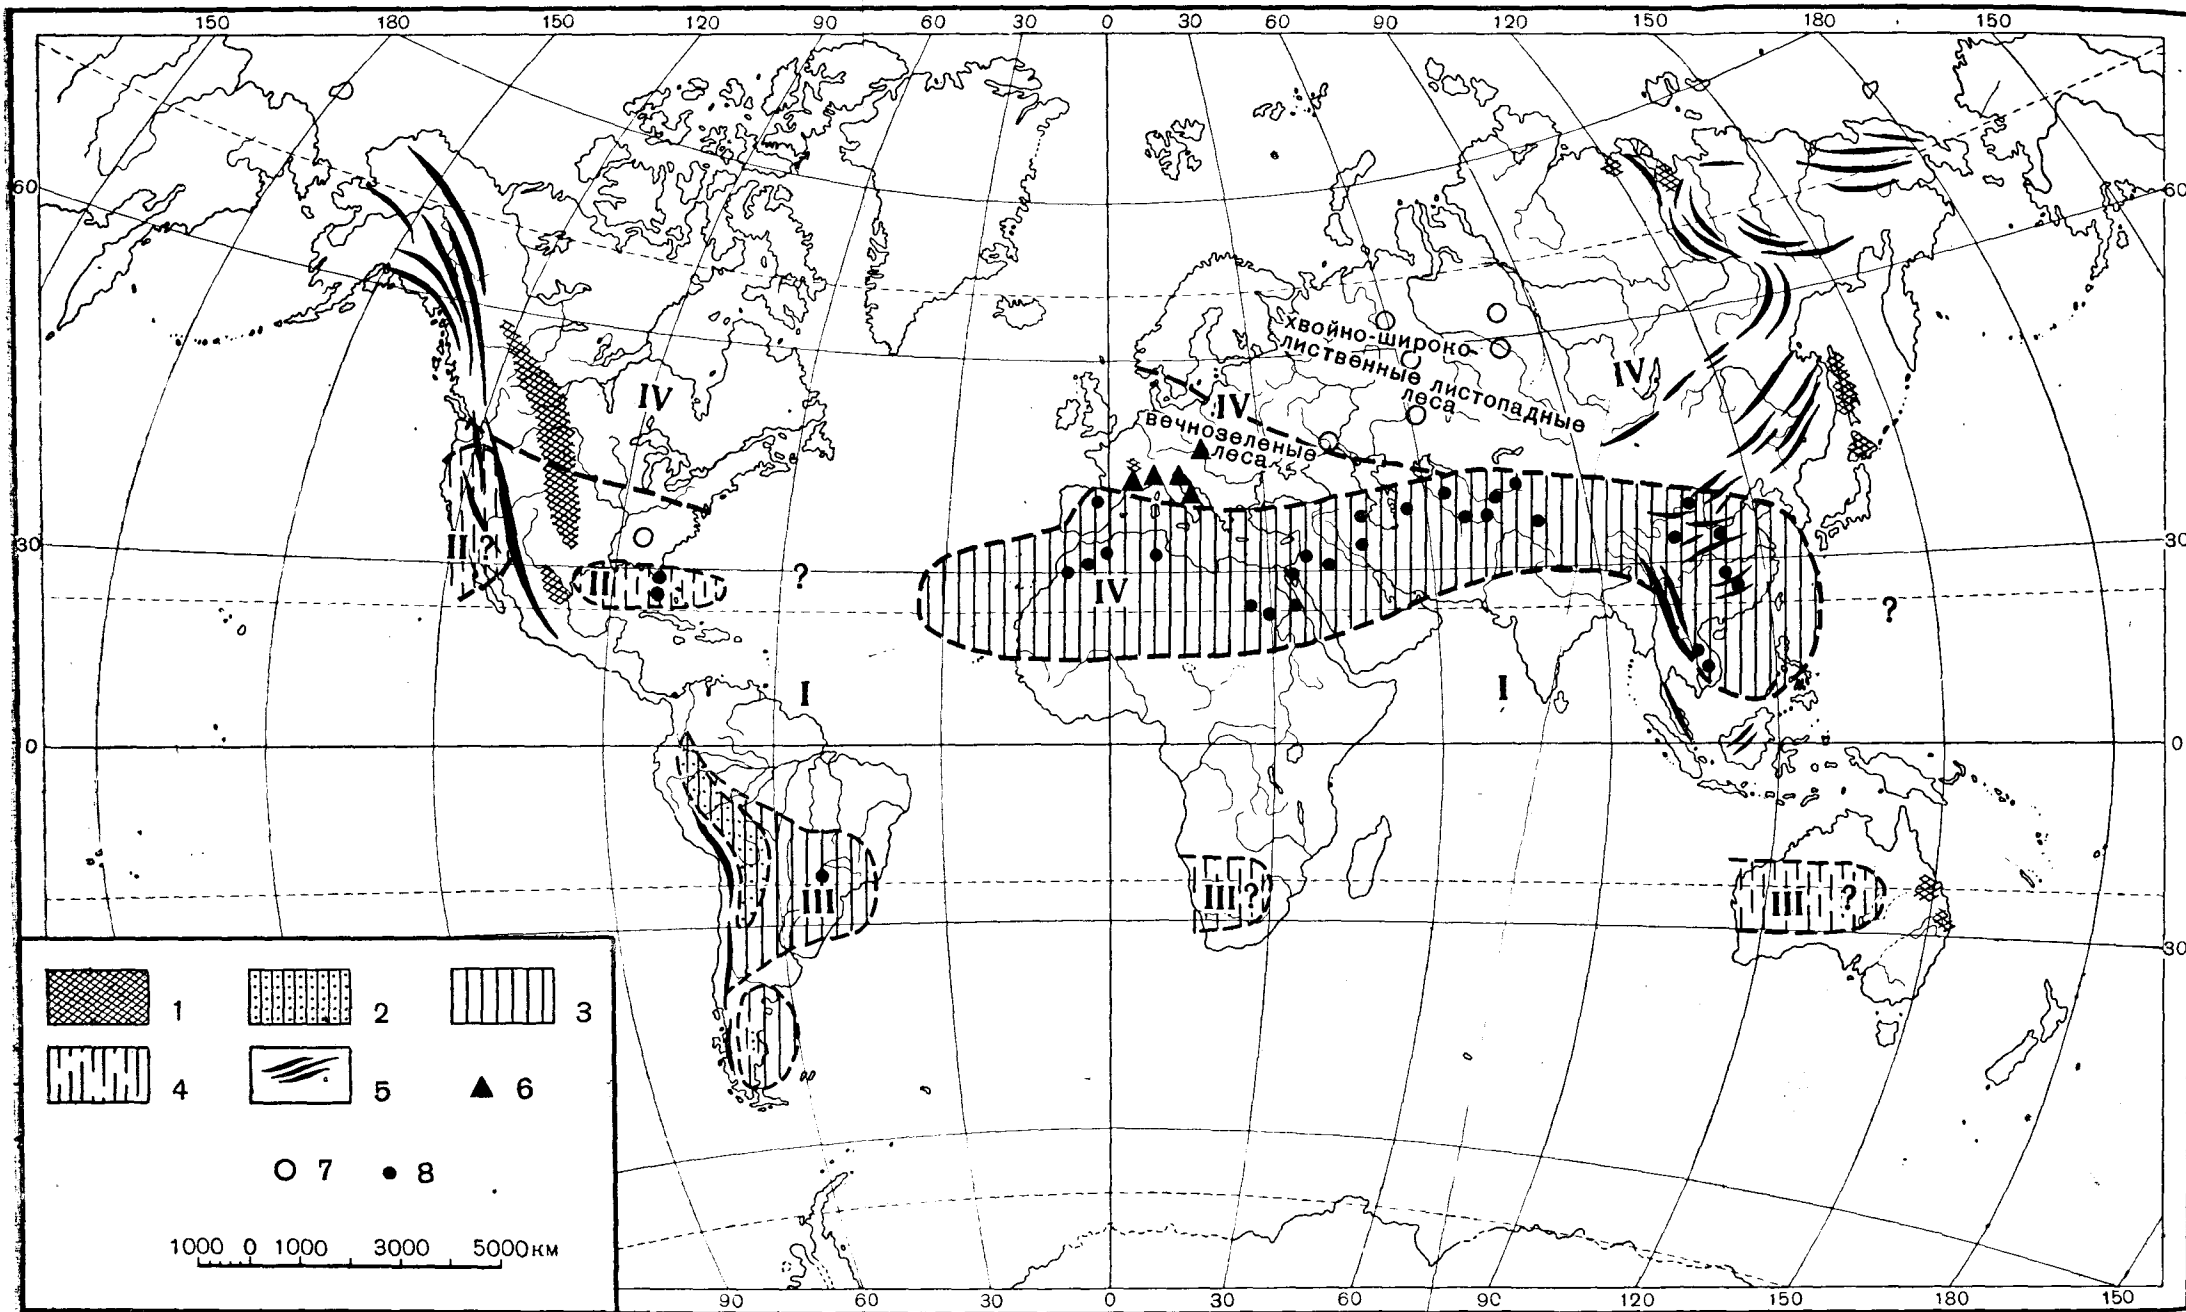 150 180 150 120 90 60 30 0 30 60 90 120 150 180 150
60 60
хвойно-широко-
лиственные листопадные
леса
IV IV IV
вечнозеленые
леса
30 II ? II ? IV ? 30
I I
0 0
III III ? III ?
30
1 2 3
4 5 6
7 8
1000 0 1000 3000 5000 км
90 60 30 0 30 60 90 120 150 180 150